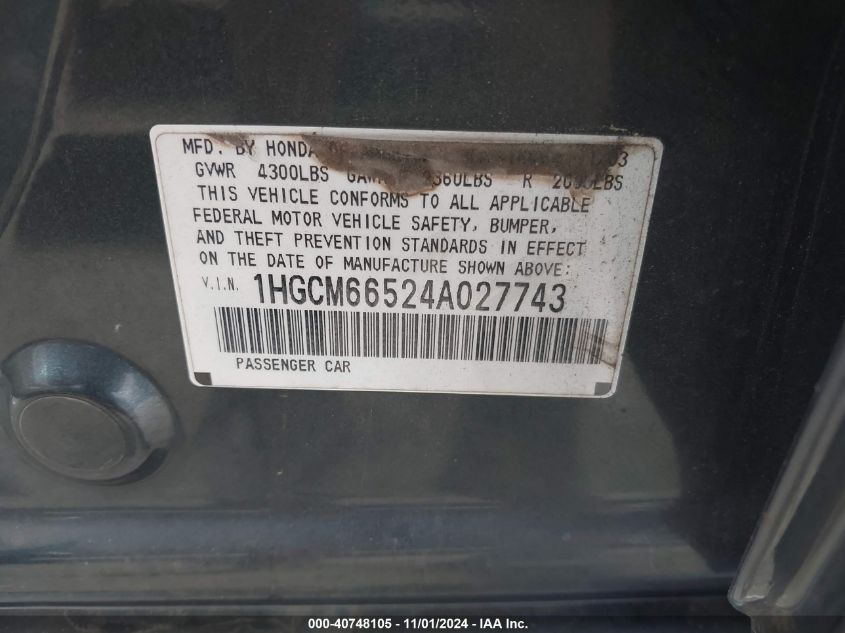 MFD. BY HONDA
GVWR 4300LBS R
THIS VEHICLE CONFORMS TO ALL APPLICABLE
FEDERAL MOTOR VEHICLE SAFETY, BUMPER,
AND THEFT PREVENTION STANDARDS IN EFFECT
ON THE DATE OF MANUFACTURE SHOWN ABOVE:
V.I.N. 1HGCM66524A027743
PASSENGER CAR
000-40748105 - 11/01/2024 - © IAA, Inc.